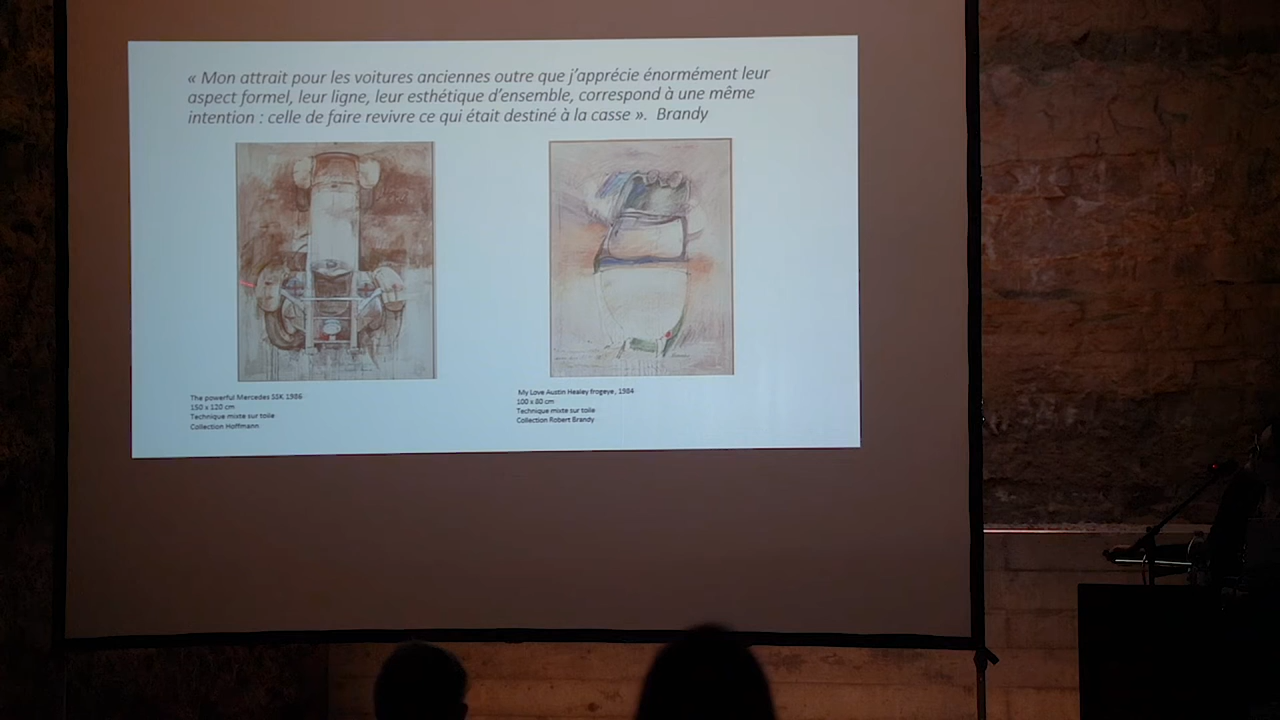 « Mon attrait pour les voitures anciennes outre que j'apprécie énormément leur
aspect formel, leur ligne, leur esthétique d'ensemble, correspond à une même
intention : celle de faire revivre ce qui était destiné à la casse ». Brandy
The powerful Mercedes SSK 1986
150 x 120 cm
Technique mixte sur toile
Collection Hoffmann
My Love Austin Healey frogeye, 1984
100 x 80 cm
Technique mixte sur toile
Collection Robert Brandy